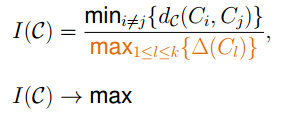 I(𝒞) = min_{i≠j}{d_𝒞(C_i, C_j)} / max_{1≤l≤k}{Δ(C_l)},
I(𝒞) → max